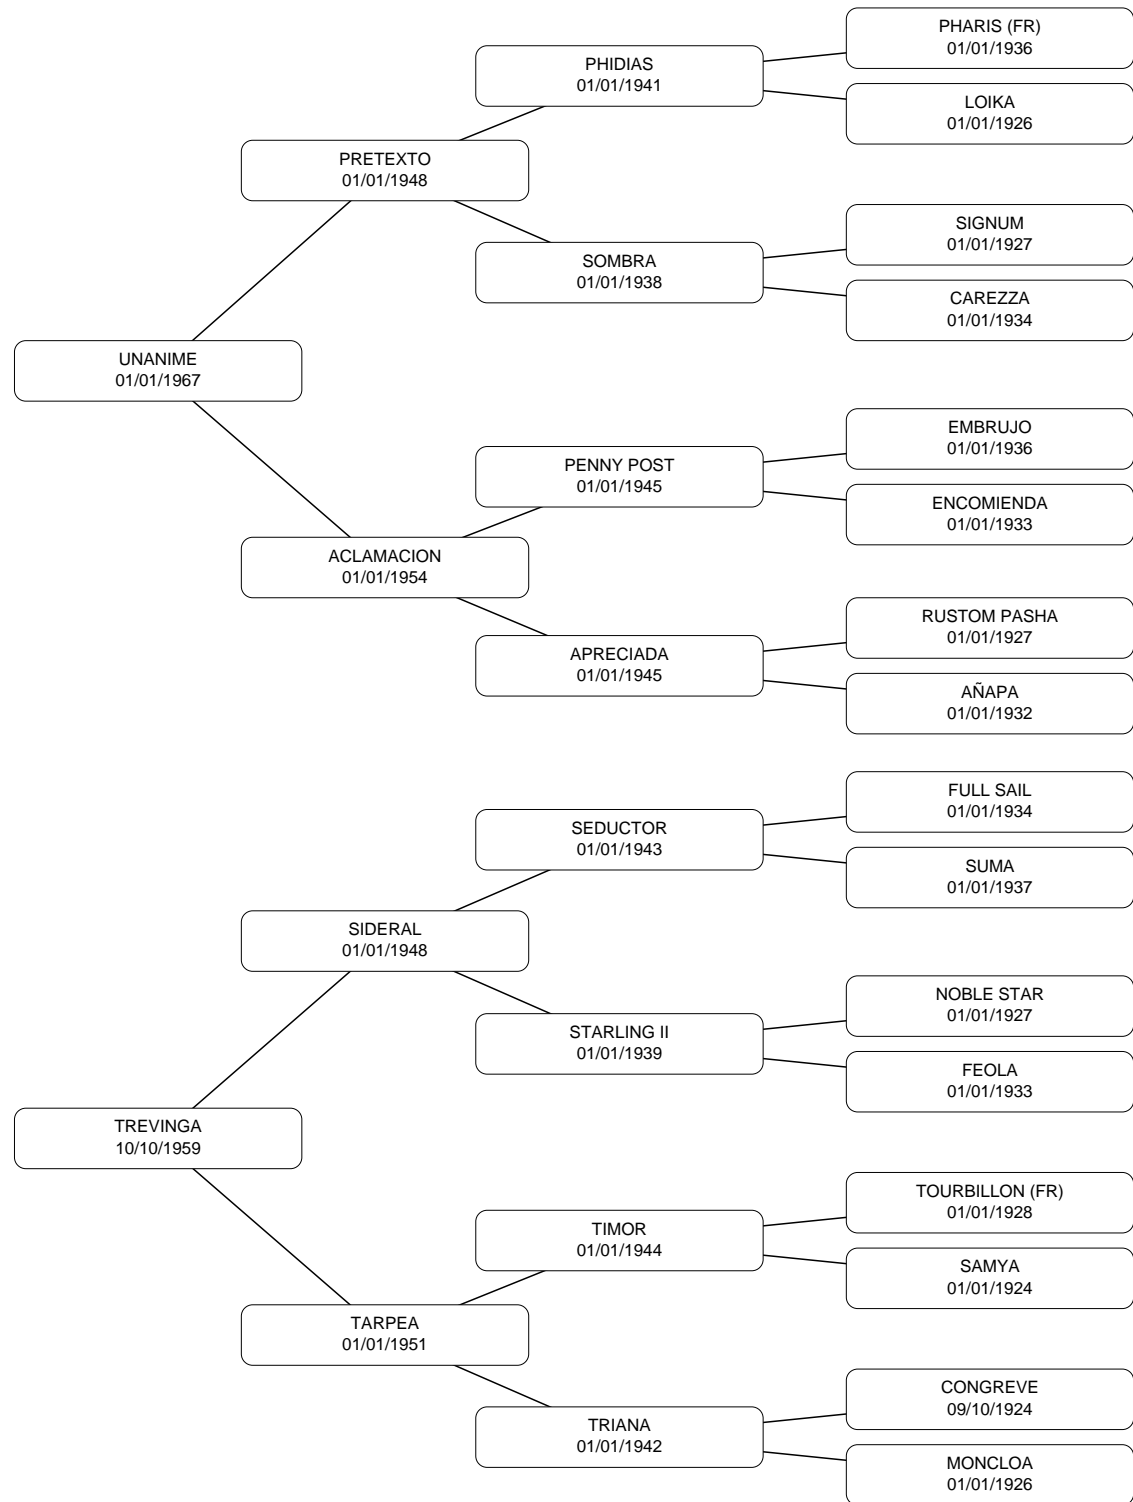 PHARIS (FR)
01/01/1936
PHIDIAS
01/01/1941
LOIKA
01/01/1926
PRETEXTO
01/01/1948
SIGNUM
01/01/1927
SOMBRA
01/01/1938
CAREZZA
01/01/1934
UNANIME
01/01/1967
EMBRUJO
01/01/1936
PENNY POST
01/01/1945
ENCOMIENDA
01/01/1933
ACLAMACION
01/01/1954
RUSTOM PASHA
01/01/1927
APRECIADA
01/01/1945
AÑAPA
01/01/1932
FULL SAIL
01/01/1934
SEDUCTOR
01/01/1943
SUMA
01/01/1937
SIDERAL
01/01/1948
NOBLE STAR
01/01/1927
STARLING II
01/01/1939
FEOLA
01/01/1933
TREVINGA
10/10/1959
TOURBILLON (FR)
01/01/1928
TIMOR
01/01/1944
SAMYA
01/01/1924
TARPEA
01/01/1951
CONGREVE
09/10/1924
TRIANA
01/01/1942
MONCLOA
01/01/1926